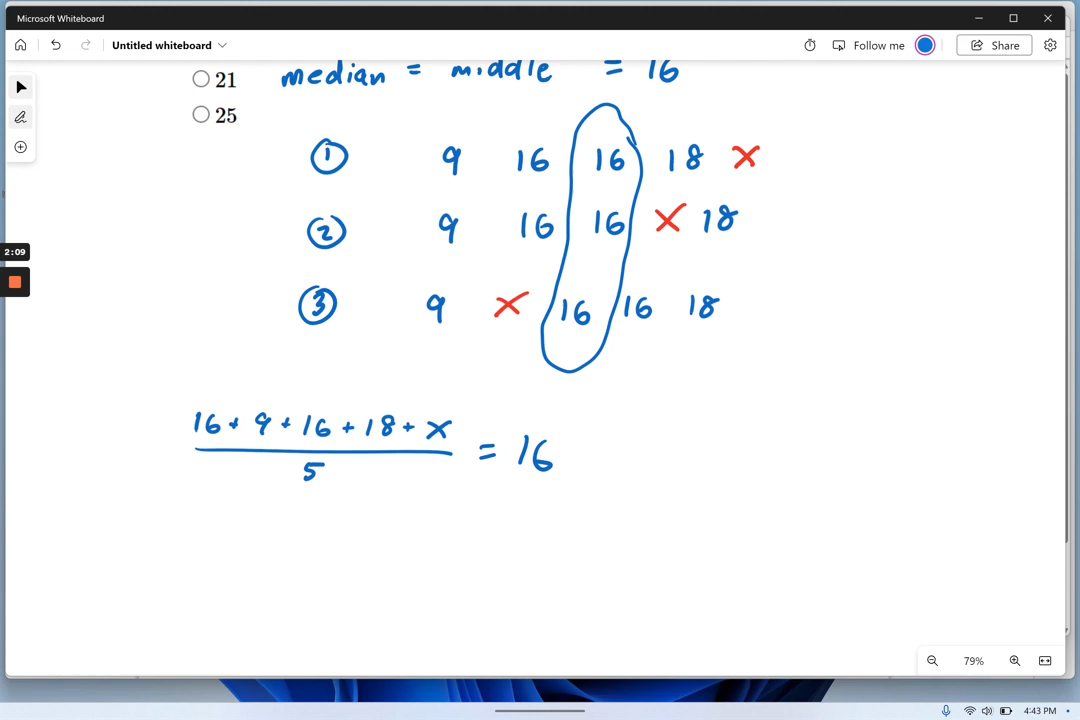 Microsoft Whiteboard
Untitled whiteboard
Follow me
Share
21
median = middle = 16
25
① 9 16 16 18 x
② 9 16 16 x 18
2:09
③ 9 x 16 16 18
16 + 9 + 16 + 18 + x
5
= 16
79%
4:43 PM